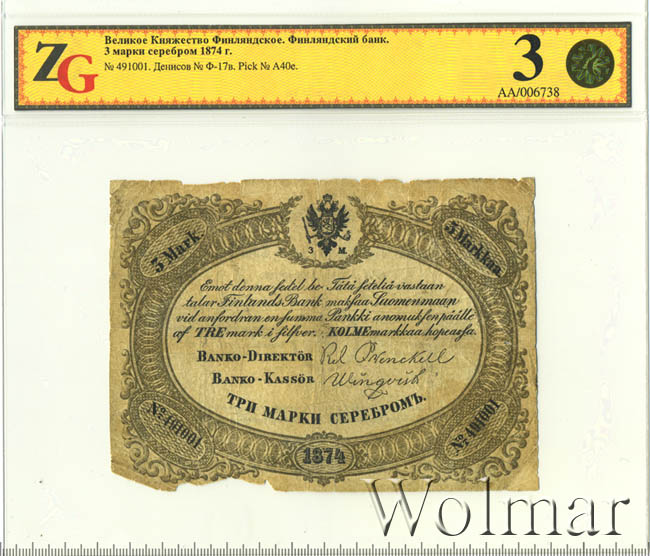 ZG
Великое Княжество Финляндское. Финляндский банк.
3 марки серебром 1874 г.
№ 491001. Денисов № Ф-17в. Pick № A40e.
3
AA/006738
3 M.
3 Mark
3 Markkaa
Emot denna sedel be-
talar Finlands Bank
vid anfordran en summa
af TRE mark i silfver.
Tätä seteliä vastaan
maksaa Suomenmaan
Pankki anomuksen päälle
KOLME markkaa hopeassa.
BANKO-DIREKTÖR
BANKO-KASSÖR Wingqvist
ТРИ МАРКИ СЕРЕБРОМЪ.
No 491001
No 491001
1874
Wolmar